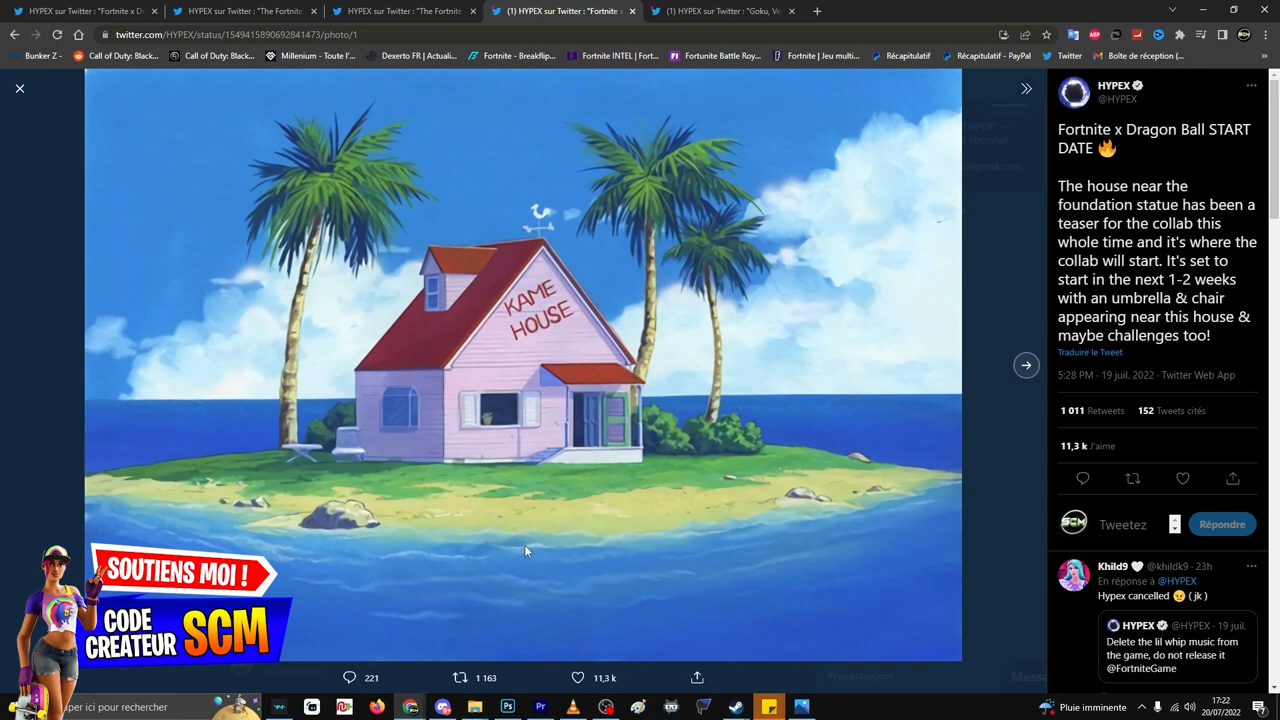 (1) HYPEX sur Twitter : "Fortnite x D
HYPEX sur Twitter : "The Fortnite
HYPEX sur Twitter : "The Fortnite
(1) HYPEX sur Twitter : "Fortnite x
(1) HYPEX sur Twitter : "Goku, Ve
twitter.com/HYPEX/status/1549415890692841473/photo/1
Bunker Z -
Call of Duty: Black...
Call of Duty: Black...
Millenium - Toute l'...
Dexerto FR | Actuali...
Fortnite - Breakflip...
Fortnite INTEL | Fort...
Fortunite Battle Roy...
Fortnite | Jeu multi...
Récapitulatif
Récapitulatif - PayPal
Twitter
Boîte de réception (...
KAME
HOUSE
HYPEX
@HYPEX
Fortnite x Dragon Ball START
DATE 🔥
The house near the
foundation statue has been a
teaser for the collab this
whole time and it's where the
collab will start. It's set to
start in the next 1-2 weeks
with an umbrella & chair
appearing near this house &
maybe challenges too!
Traduire le Tweet
5:28 PM · 19 juil. 2022 · Twitter Web App
1 011 Retweets 152 Tweets cités
11,3 k J'aime
SCM
Tweetez
Répondre
Khild9 🤍 @khildk9 · 23h
En réponse à @HYPEX
Hypex cancelled 😡 ( jk )
HYPEX @HYPEX · 19 juil.
Delete the lil whip music from
the game, do not release it
@FortniteGame
SOUTIENS MOI !
CODE
CREATEUR SCM
221
1 163
11,3 k
per ici pour rechercher
Pluie imminente
17:22
20/07/2022